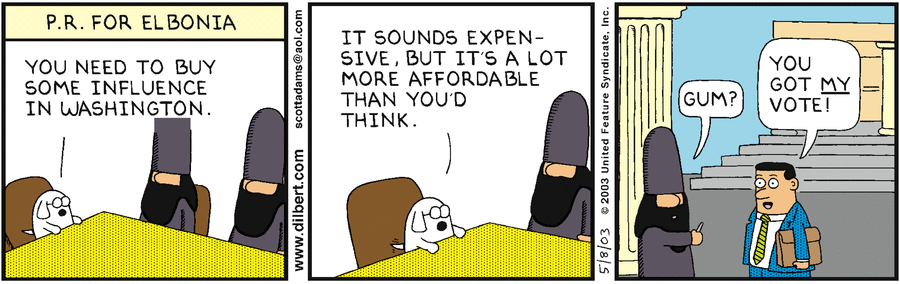 P.R. FOR ELBONIA
YOU NEED TO BUY
SOME INFLUENCE
IN WASHINGTON.
www.dilbert.com scottadams@aol.com
IT SOUNDS EXPEN-
SIVE, BUT IT'S A LOT
MORE AFFORDABLE
THAN YOU'D
THINK.
5/8/03 © 2003 United Feature Syndicate, Inc.
GUM?
YOU
GOT MY
VOTE!